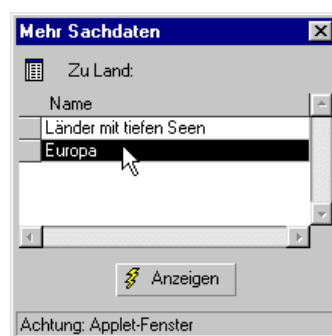 Mehr Sachdaten
Zu Land:
Name
Länder mit tiefen Seen
Europa
Anzeigen
Achtung: Applet-Fenster